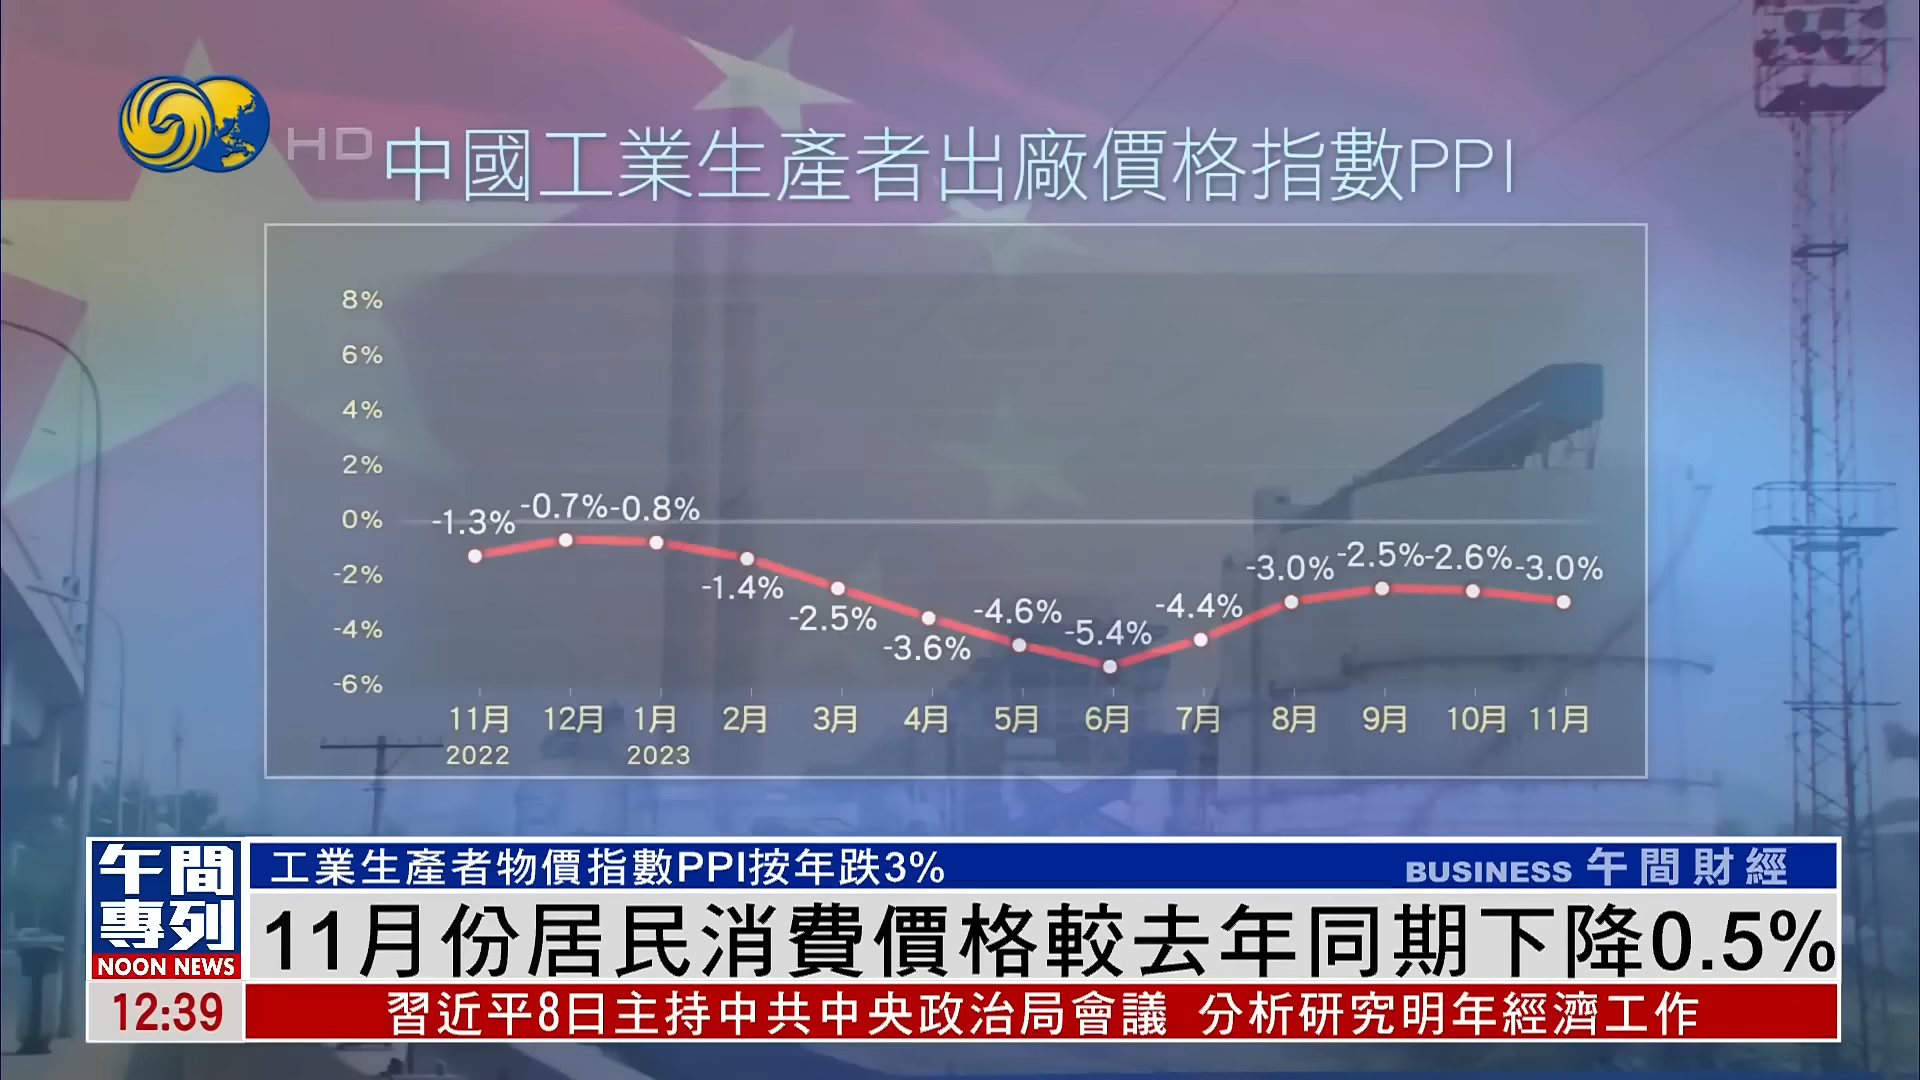 HD
中國工業生產者出廠價格指數PPI
8%
6%
4%
2%
0%
-2%
-4%
-6%
-1.3% -0.7% -0.8% -1.4% -2.5% -3.6% -4.6% -5.4% -4.4% -3.0% -2.5% -2.6% -3.0%
11月 12月 1月 2月 3月 4月 5月 6月 7月 8月 9月 10月 11月
2022 2023
午間專列
NOON NEWS
12:39
工業生產者物價指數PPI按年跌3%
BUSINESS 午間財經
11月份居民消費價格較去年同期下降0.5%
習近平8日主持中共中央政治局會議 分析研究明年經濟工作